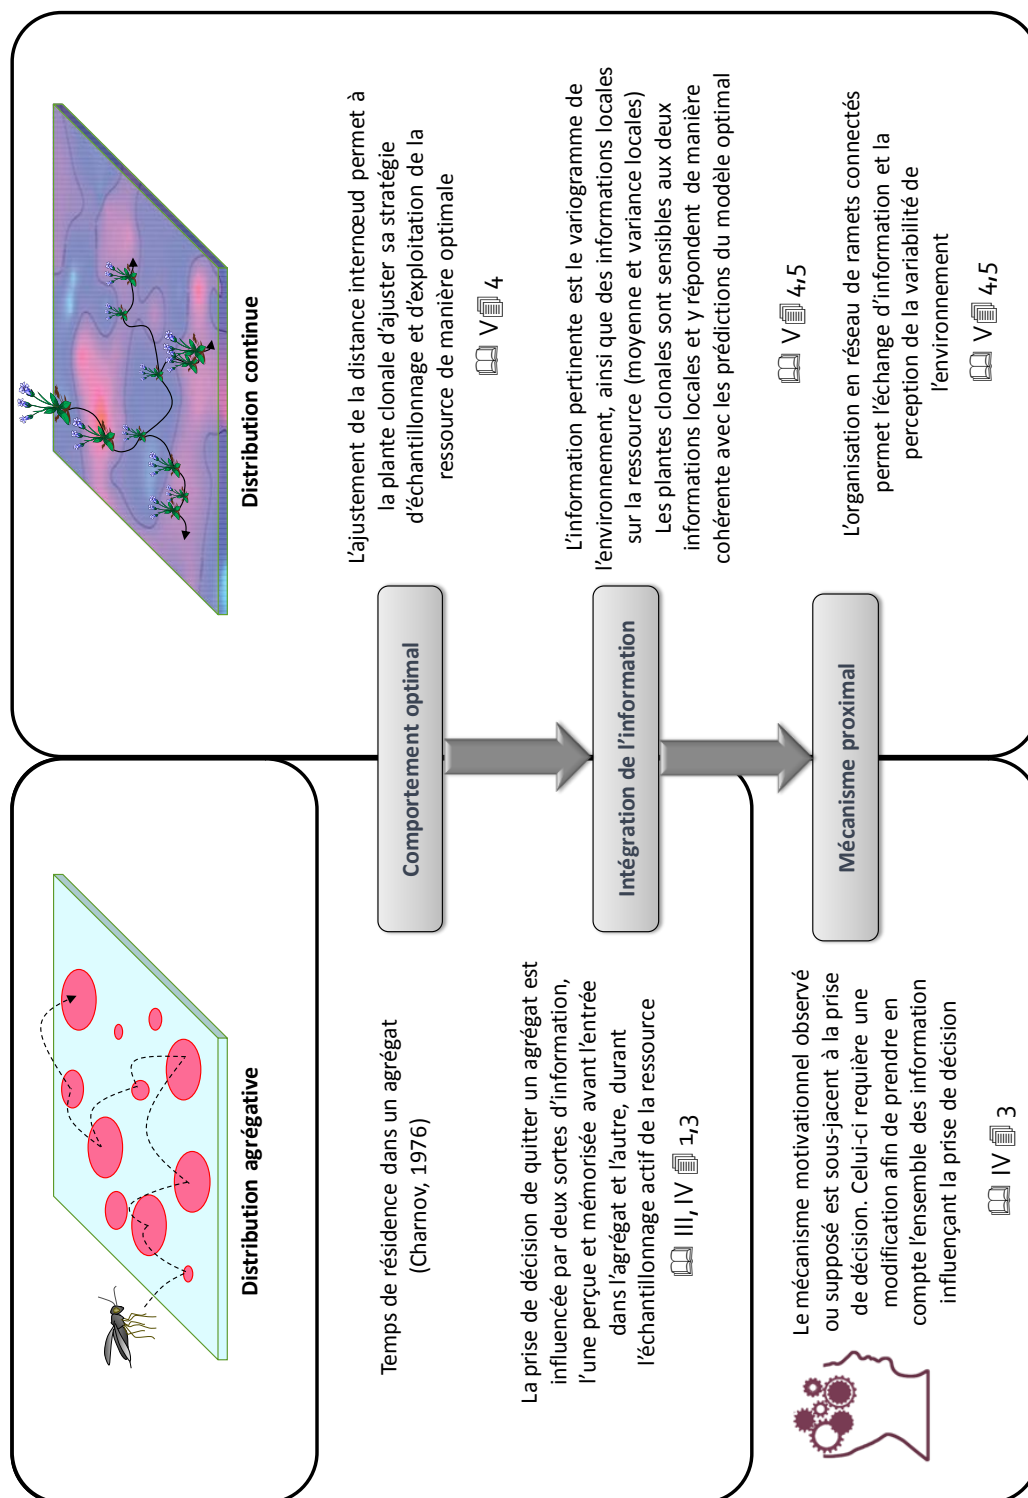 Distribution agrégative
Distribution continue
Comportement optimal
Temps de résidence dans un agrégat
(Charnov, 1976)
L'ajustement de la distance internœud permet à
la plante clonale d'ajuster sa stratégie
d'échantillonnage et d'exploitation de la
ressource de manière optimale
V 4
Intégration de l'information
La prise de décision de quitter un agrégat est
influencée par deux sortes d'information,
l'une perçue et mémorisée avant l'entrée
dans l'agrégat et l'autre, durant
l'échantillonnage actif de la ressource
III, IV 1,3
L'information pertinente est le variogramme de
l'environnement, ainsi que des informations locales
sur la ressource (moyenne et variance locales)
Les plantes clonales sont sensibles aux deux
informations locales et y répondent de manière
cohérente avec les prédictions du modèle optimal
V 4,5
Mécanisme proximal
Le mécanisme motivationnel observé
ou supposé est sous-jacent à la prise
de décision. Celui-ci requière une
modification afin de prendre en
compte l'ensemble des information
influençant la prise de décision
IV 3
L'organisation en réseau de ramets connectés
permet l'échange d'information et la
perception de la variabilité de
l'environnement
V 4,5